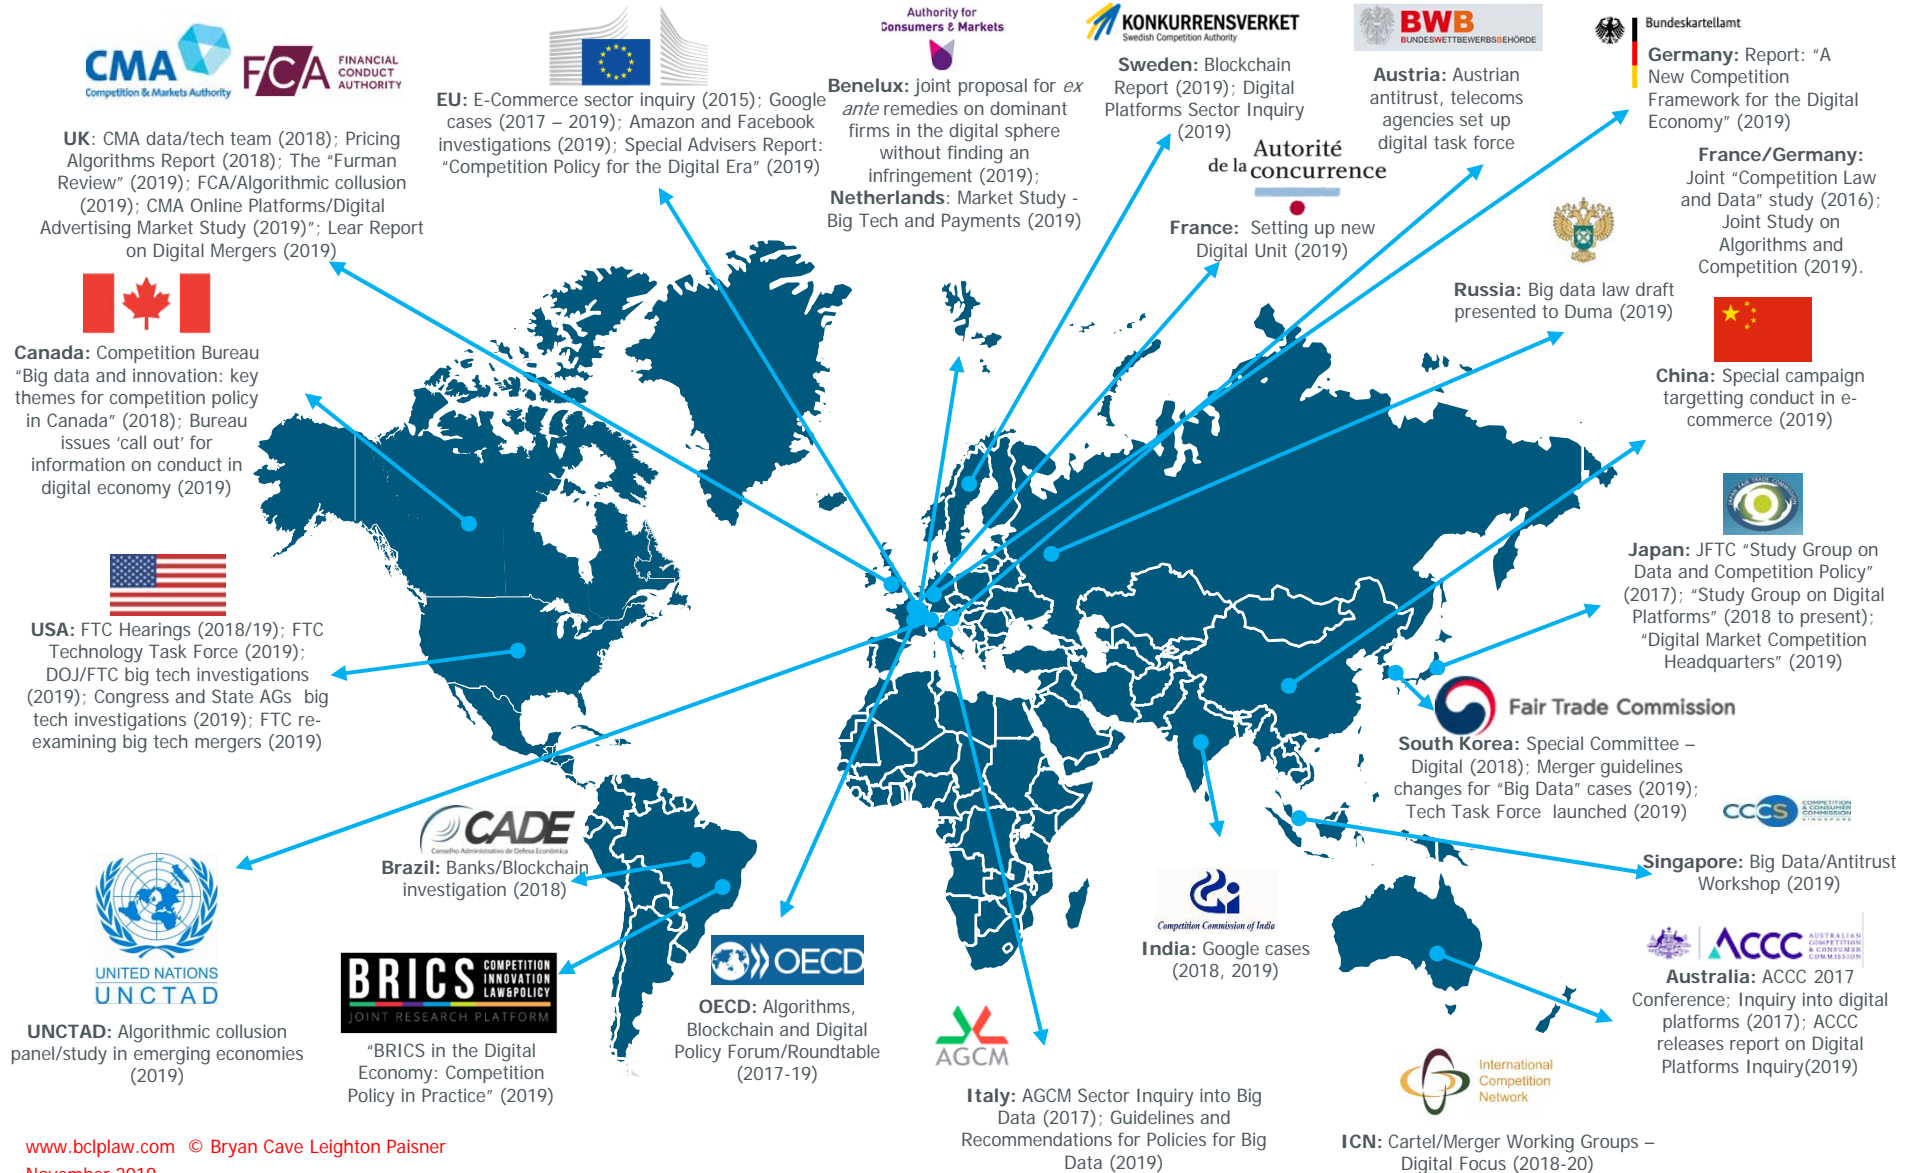 CMA
Competition & Markets Authority
FCA
FINANCIAL
CONDUCT
AUTHORITY
UK: CMA data/tech team (2018); Pricing
Algorithms Report (2018); The “Furman
Review” (2019); FCA/Algorithmic collusion
(2019); CMA Online Platforms/Digital
Advertising Market Study (2019)”; Lear Report
on Digital Mergers (2019)
EU: E-Commerce sector inquiry (2015); Google
cases (2017 – 2019); Amazon and Facebook
investigations (2019); Special Advisers Report:
“Competition Policy for the Digital Era” (2019)
Authority for
Consumers & Markets
Benelux: joint proposal for ex
ante remedies on dominant
firms in the digital sphere
without finding an
infringement (2019);
Netherlands: Market Study -
Big Tech and Payments (2019)
KONKURRENSVERKET
Swedish Competition Authority
Sweden: Blockchain
Report (2019); Digital
Platforms Sector Inquiry
(2019)
Autorité
de la concurrence
France: Setting up new
Digital Unit (2019)
BWB
BUNDESWETTBEWERBSBEHÖRDE
Austria: Austrian
antitrust, telecoms
agencies set up
digital task force
Bundeskartellamt
Germany: Report: “A
New Competition
Framework for the Digital
Economy” (2019)
France/Germany:
Joint “Competition Law
and Data” study (2016);
Joint Study on
Algorithms and
Competition (2019).
Russia: Big data law draft
presented to Duma (2019)
China: Special campaign
targetting conduct in e-
commerce (2019)
Canada: Competition Bureau
“Big data and innovation: key
themes for competition policy
in Canada” (2018); Bureau
issues ‘call out’ for
information on conduct in
digital economy (2019)
USA: FTC Hearings (2018/19); FTC
Technology Task Force (2019);
DOJ/FTC big tech investigations
(2019); Congress and State AGs big
tech investigations (2019); FTC re-
examining big tech mergers (2019)
JAPAN FAIR TRADE COMMISSION
Japan: JFTC “Study Group on
Data and Competition Policy”
(2017); “Study Group on Digital
Platforms” (2018 to present);
“Digital Market Competition
Headquarters” (2019)
Fair Trade Commission
South Korea: Special Committee –
Digital (2018); Merger guidelines
changes for “Big Data” cases (2019);
Tech Task Force launched (2019)
CCCS
COMPETITION
& CONSUMER
COMMISSION
SINGAPORE
Singapore: Big Data/Antitrust
Workshop (2019)
CADE
Conselho Administrativo de Defesa Econômica
Brazil: Banks/Blockchain
investigation (2018)
UNITED NATIONS
UNCTAD
UNCTAD: Algorithmic collusion
panel/study in emerging economies
(2019)
BRICS
COMPETITION
INNOVATION
LAW&POLICY
JOINT RESEARCH PLATFORM
“BRICS in the Digital
Economy: Competition
Policy in Practice” (2019)
OECD
OECD: Algorithms,
Blockchain and Digital
Policy Forum/Roundtable
(2017-19)
AGCM
Italy: AGCM Sector Inquiry into Big
Data (2017); Guidelines and
Recommendations for Policies for Big
Data (2019)
Competition Commission of India
India: Google cases
(2018, 2019)
ACCC
AUSTRALIAN
COMPETITION
& CONSUMER
COMMISSION
Australia: ACCC 2017
Conference; Inquiry into digital
platforms (2017); ACCC
releases report on Digital
Platforms Inquiry(2019)
International
Competition
Network
ICN: Cartel/Merger Working Groups –
Digital Focus (2018-20)
www.bclplaw.com © Bryan Cave Leighton Paisner
November 2019